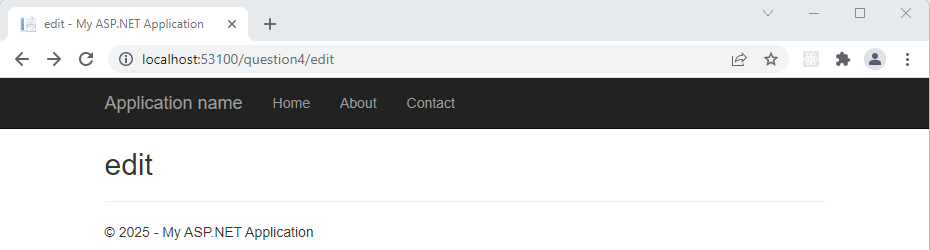 edit - My ASP.NET Application
localhost:53100/question4/edit
Application name Home About Contact
edit
© 2025 - My ASP.NET Application